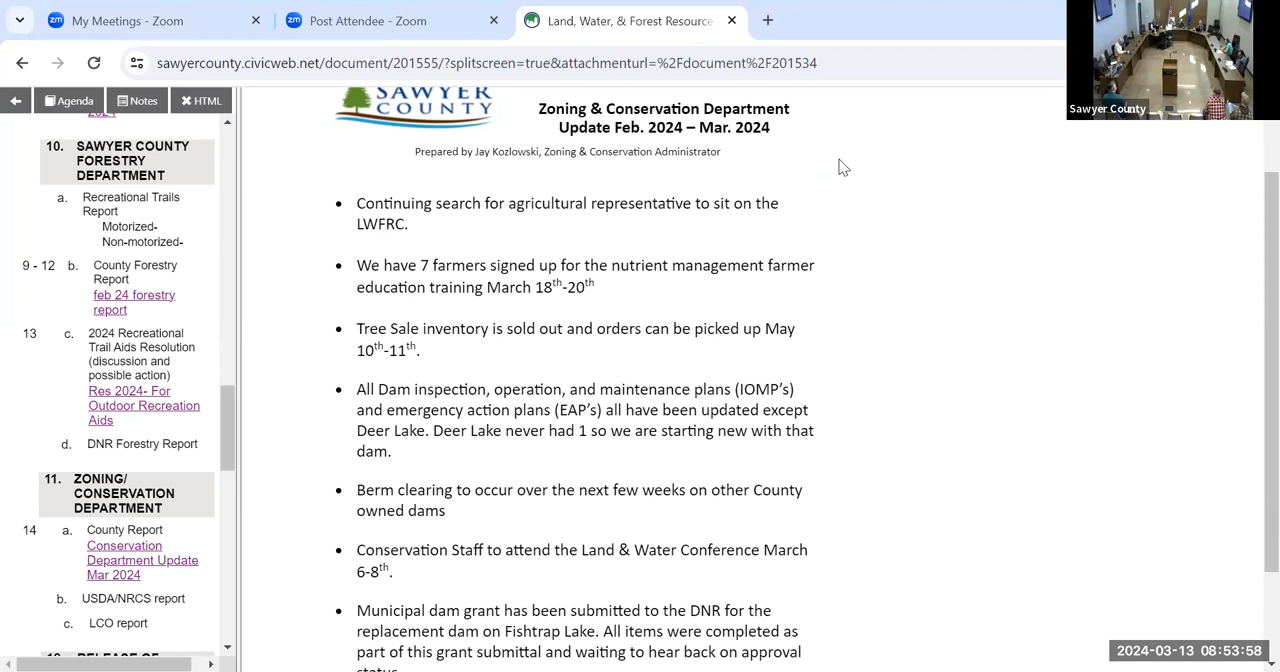 My Meetings - Zoom
Post Attendee - Zoom
Land, Water, & Forest Resource
sawyercounty.civicweb.net/document/201555/?splitscreen=true&attachmenturl=%2Fdocument%2F201534
Sawyer County
Agenda
Notes
HTML
2024
10. SAWYER COUNTY
FORESTRY
DEPARTMENT
a. Recreational Trails
Report
Motorized-
Non-motorized-
9 - 12 b. County Forestry
Report
feb 24 forestry
report
13 c. 2024 Recreational
Trail Aids Resolution
(discussion and
possible action)
Res 2024- For
Outdoor Recreation
Aids
d. DNR Forestry Report
11. ZONING/
CONSERVATION
DEPARTMENT
14 a. County Report
Conservation
Department Update
Mar 2024
b. USDA/NRCS report
c. LCO report
SAWYER
COUNTY
Zoning & Conservation Department
Update Feb. 2024 – Mar. 2024
Prepared by Jay Kozlowski, Zoning & Conservation Administrator
• Continuing search for agricultural representative to sit on the
LWFRC.
• We have 7 farmers signed up for the nutrient management farmer
education training March 18th-20th
• Tree Sale inventory is sold out and orders can be picked up May
10th-11th.
• All Dam inspection, operation, and maintenance plans (IOMP’s)
and emergency action plans (EAP’s) all have been updated except
Deer Lake. Deer Lake never had 1 so we are starting new with that
dam.
• Berm clearing to occur over the next few weeks on other County
owned dams
• Conservation Staff to attend the Land & Water Conference March
6-8th.
• Municipal dam grant has been submitted to the DNR for the
replacement dam on Fishtrap Lake. All items were completed as
part of this grant submittal and waiting to hear back on approval
status.
2024-03-13 08:53:58